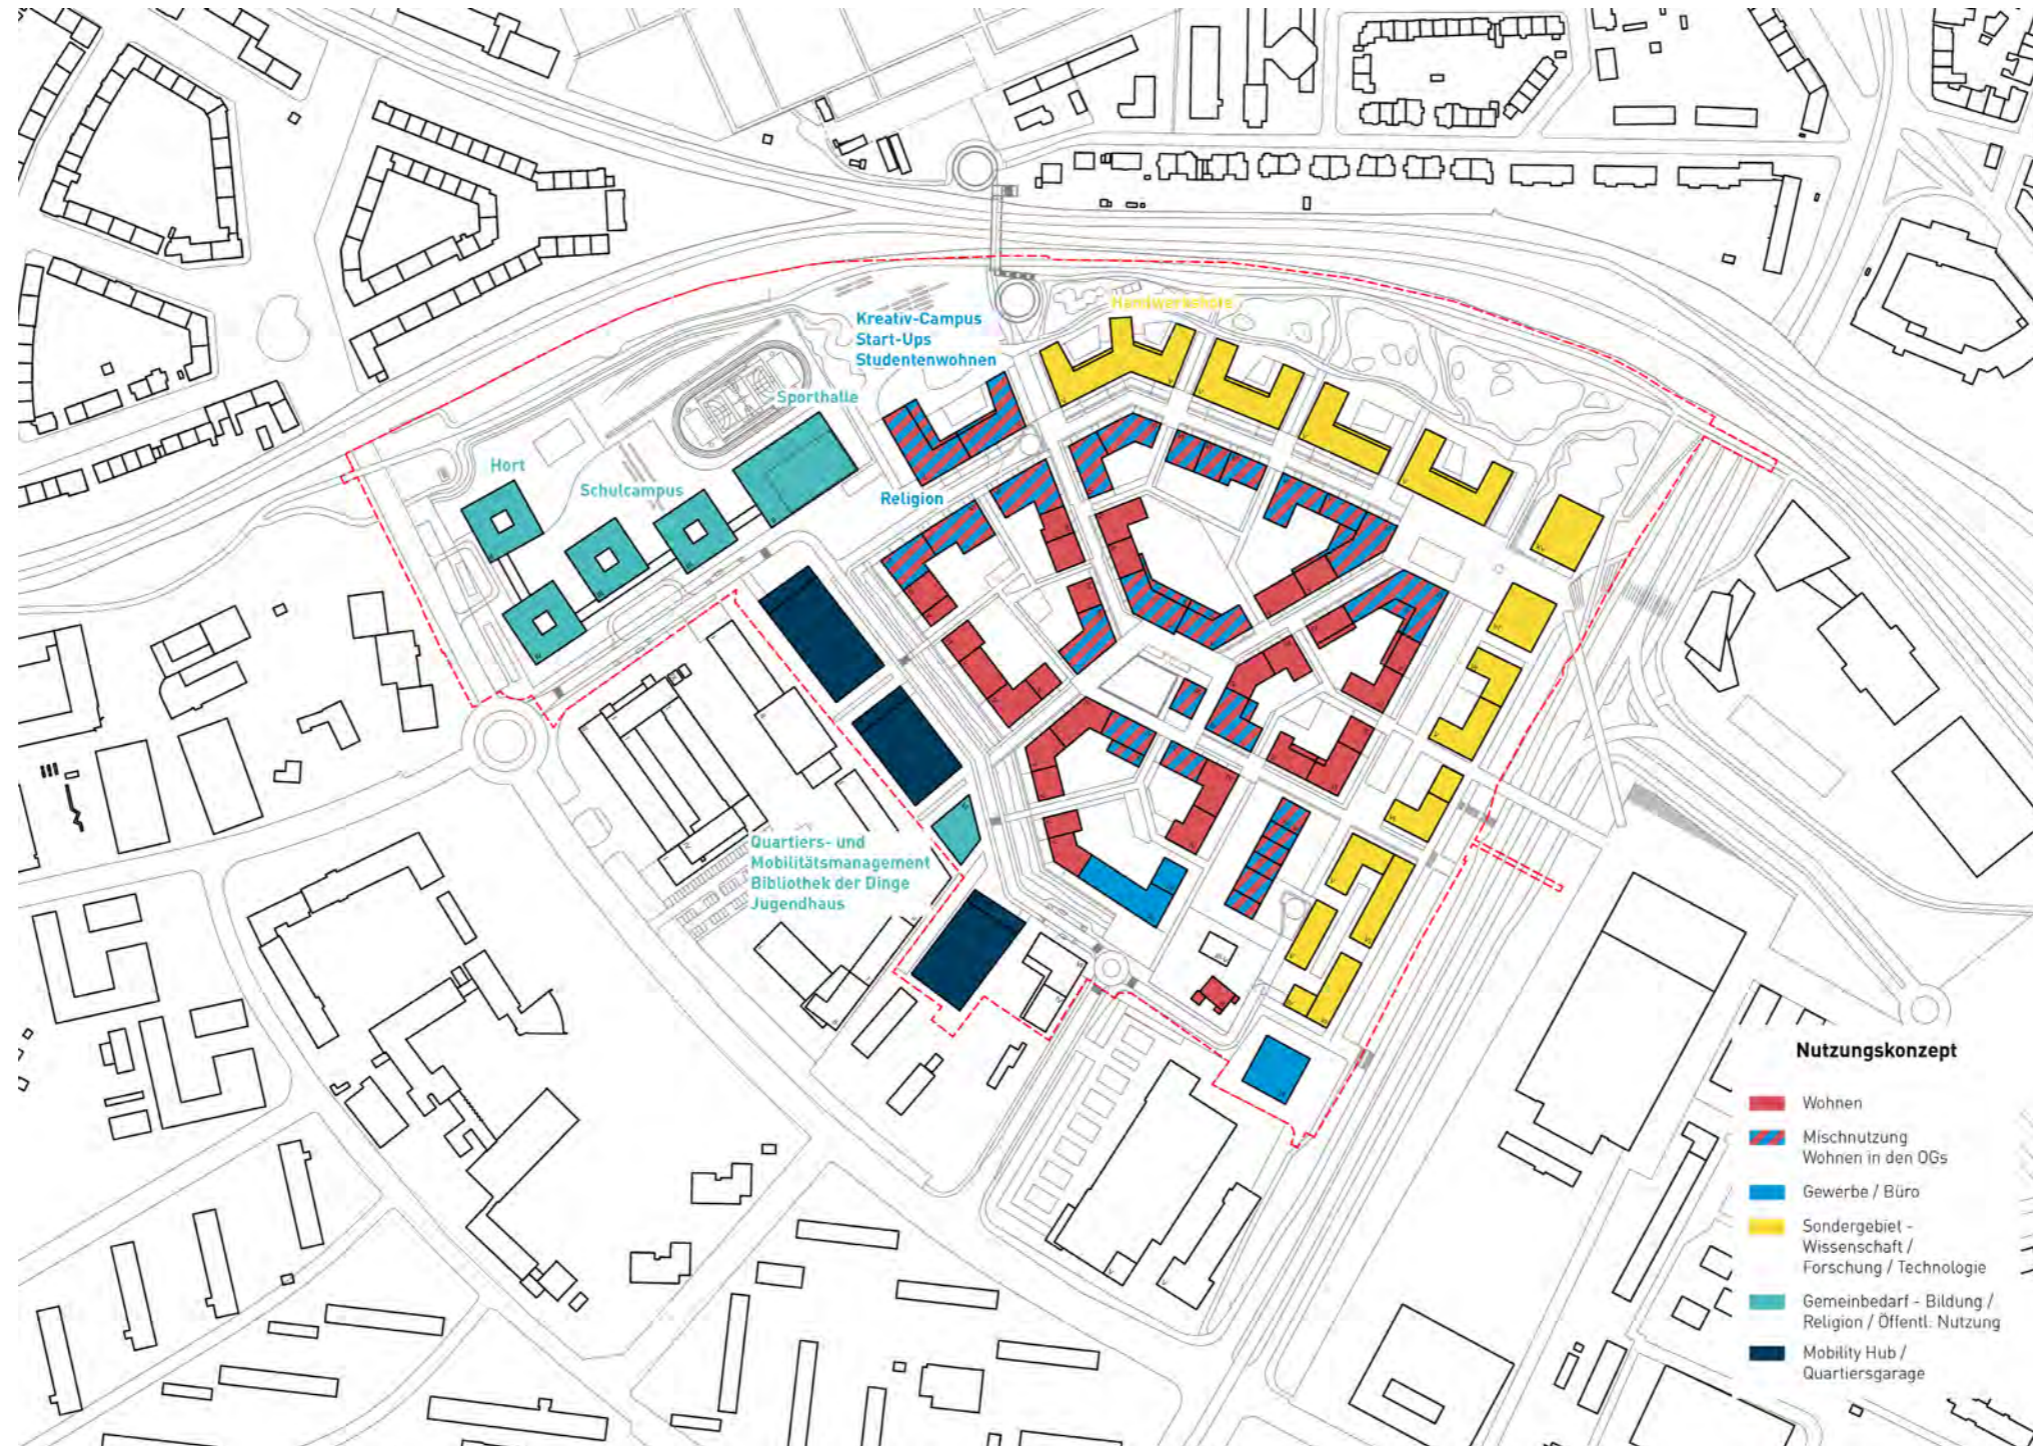 Handwerkshöfe
Kreativ-Campus
Start-Ups
Studentenwohnen
Sporthalle
Hort
Schulcampus
Religion
Quartiers- und
Mobilitätsmanagement
Bibliothek der Dinge
Jugendhaus
Nutzungskonzept
Wohnen
Mischnutzung
Wohnen in den OGs
Gewerbe / Büro
Sondergebiet -
Wissenschaft /
Forschung / Technologie
Gemeinbedarf - Bildung /
Religion / Öffentl. Nutzung
Mobility Hub /
Quartiersgarage